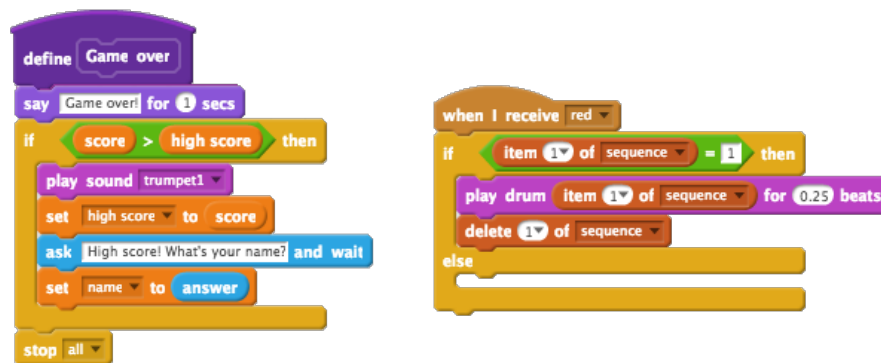 define Game over
say Game over! for 1 secs
if score > high score then
play sound trumpet1
set high score to score
ask High score! What's your name? and wait
set name to answer
stop all
when I receive red
if item 1 of sequence = 1 then
play drum item 1 of sequence for 0.25 beats
delete 1 of sequence
else